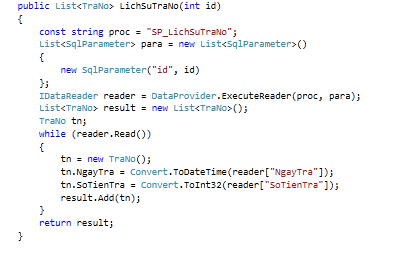 public List<TraNo> LichSuTraNo(int id)
{
const string proc = "SP_LichSuTraNo";
List<SqlParameter> para = new List<SqlParameter>()
{
new SqlParameter("id", id)
};
IDataReader reader = DataProvider.ExecuteReader(proc, para);
List<TraNo> result = new List<TraNo>();
TraNo tn;
while (reader.Read())
{
tn = new TraNo();
tn.NgayTra = Convert.ToDateTime(reader["NgayTra"]);
tn.SoTienTra = Convert.ToInt32(reader["SoTienTra"]);
result.Add(tn);
}
return result;
}